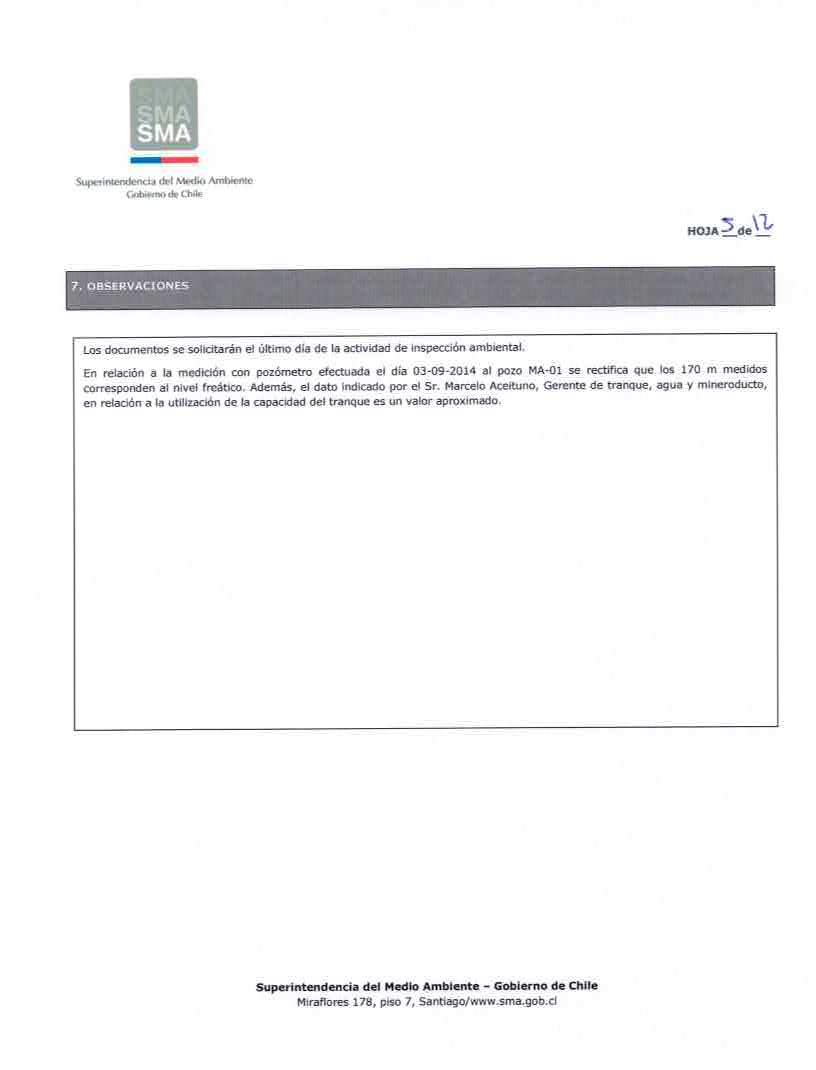 SMA
SMA
SMA
Superintendencia del Medio Ambiente
Gobierno de Chile
HOJA 5 de 12
7. OBSERVACIONES
Los documentos se solicitarán el último día de la actividad de inspección ambiental.
En relación a la medición con pozómetro efectuada el día 03-09-2014 al pozo MA-01 se rectifica que los 170 m medidos
corresponden al nivel freático. Además, el dato indicado por el Sr. Marcelo Aceituno, Gerente de tranque, agua y mineroducto,
en relación a la utilización de la capacidad del tranque es un valor aproximado.
Superintendencia del Medio Ambiente – Gobierno de Chile
Miraflores 178, piso 7, Santiago/www.sma.gob.cl